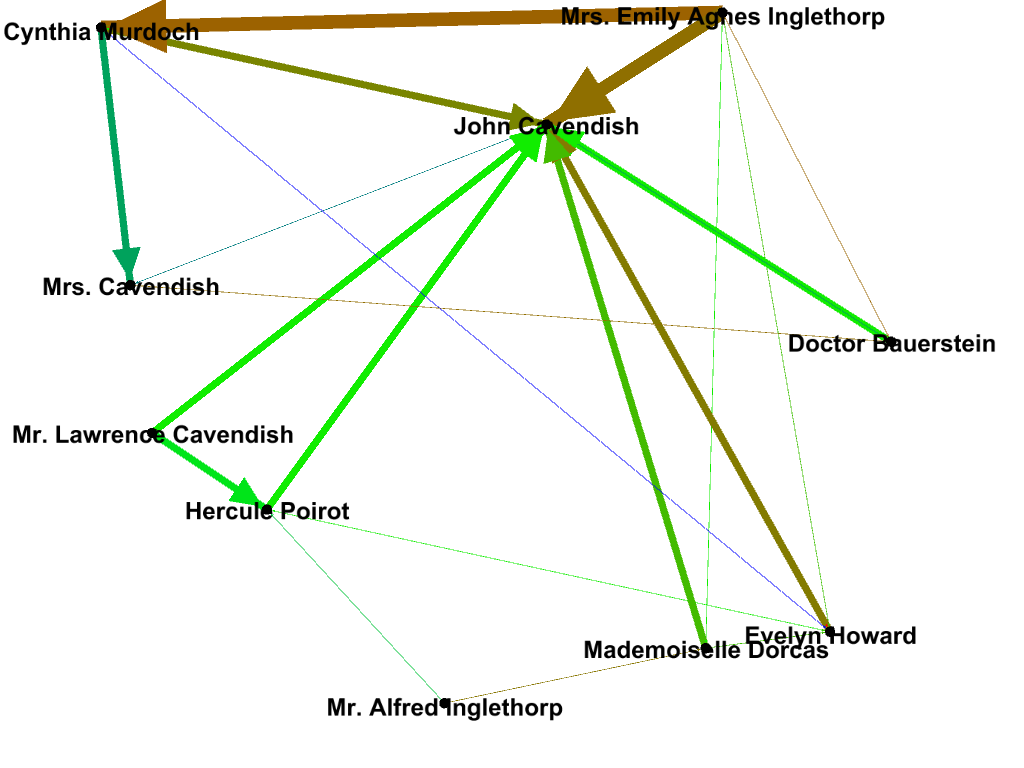 Mrs. Emily Agnes Inglethorp
Cynthia Murdoch
John Cavendish
Mrs. Cavendish
Doctor Bauerstein
Mr. Lawrence Cavendish
Hercule Poirot
Evelyn Howard
Mademoiselle Dorcas
Mr. Alfred Inglethorp